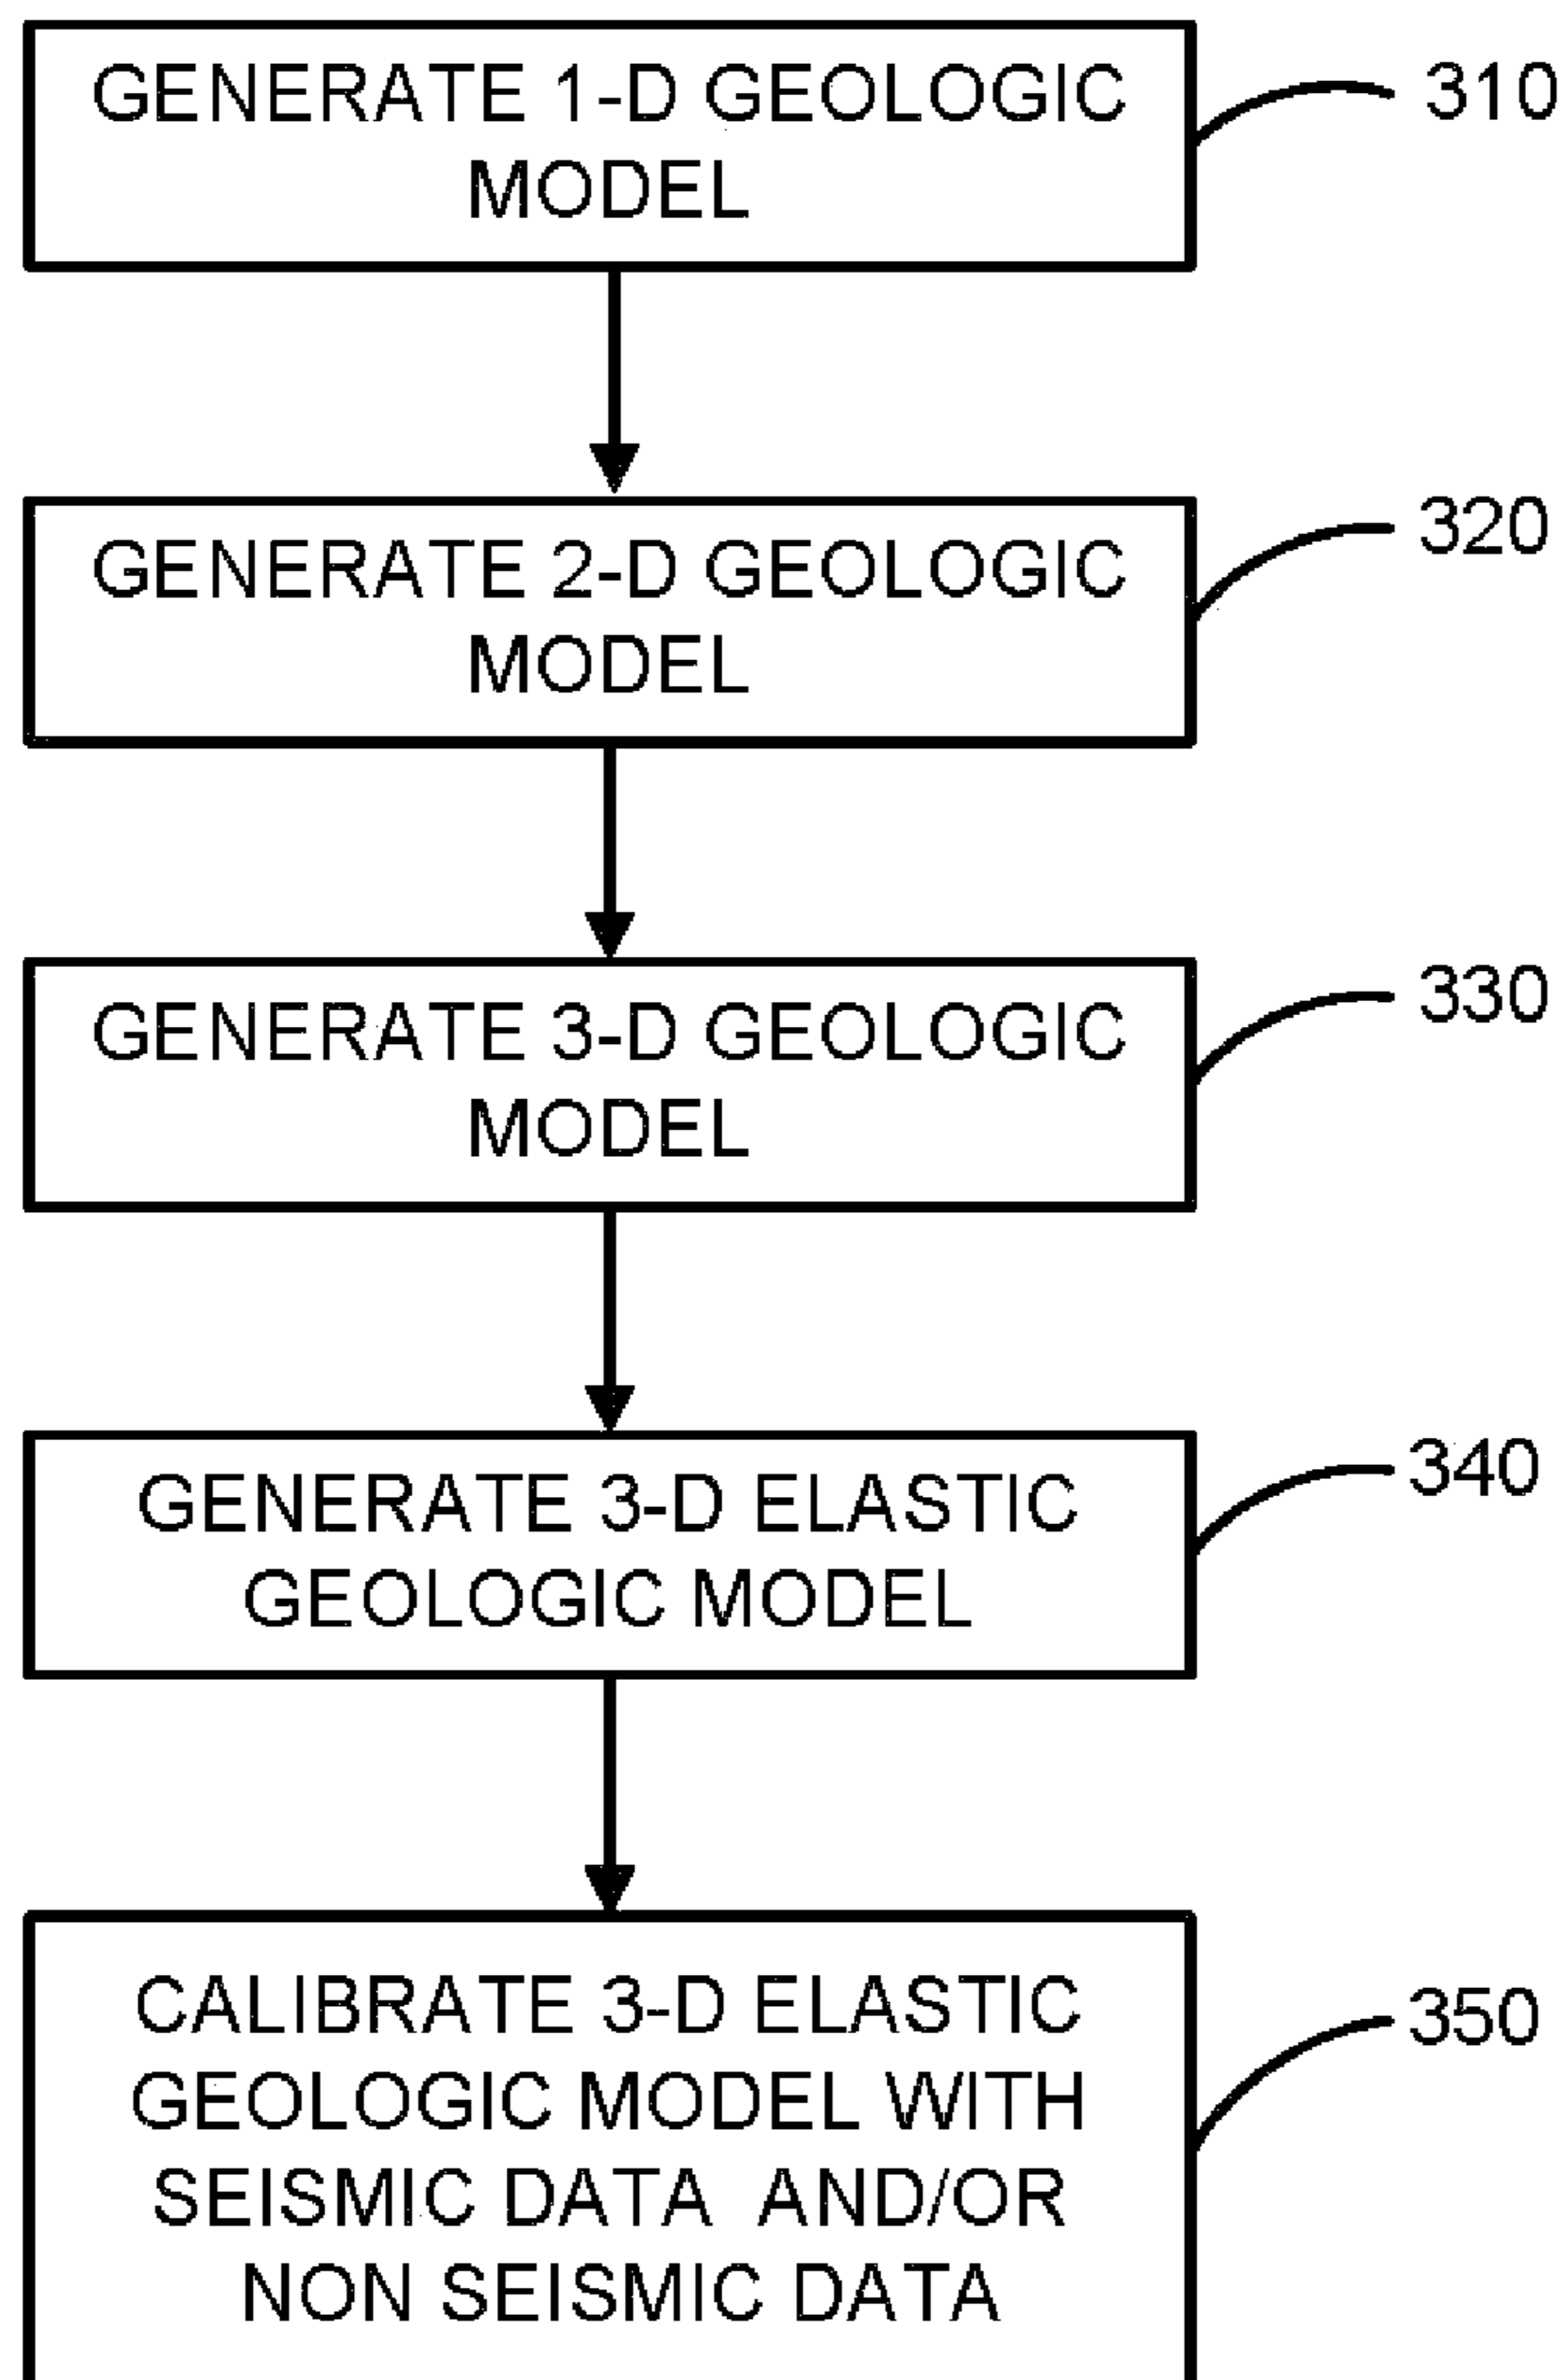 GENERATE 1-D GEOLOGIC
MODEL
310
GENERATE 2-D GEOLOGIC
MODEL
320
GENERATE 3-D GEOLOGIC
MODEL
330
GENERATE 3-D ELASTIC
GEOLOGIC MODEL
340
CALIBRATE 3-D ELASTIC
GEOLOGIC MODEL WITH
SEISMIC DATA AND/OR
NON SEISMIC DATA
350